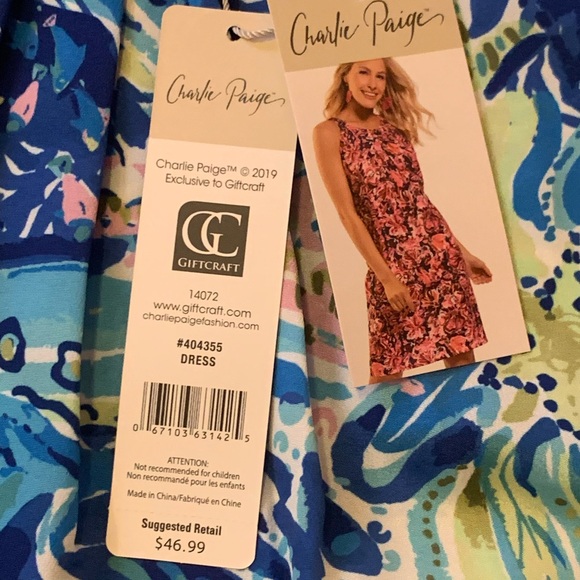 Charlie Paige™
Charlie Paige™
Charlie Paige™ © 2019
Exclusive to Giftcraft
GC
GIFTCRAFT
14072
www.giftcraft.com
charliepaigefashion.com
#404355
DRESS
0 67103 63142 5
ATTENTION:
Not recommended for children
Non recommandé pour les enfants
Made in China/Fabriqué en Chine
Suggested Retail
$46.99